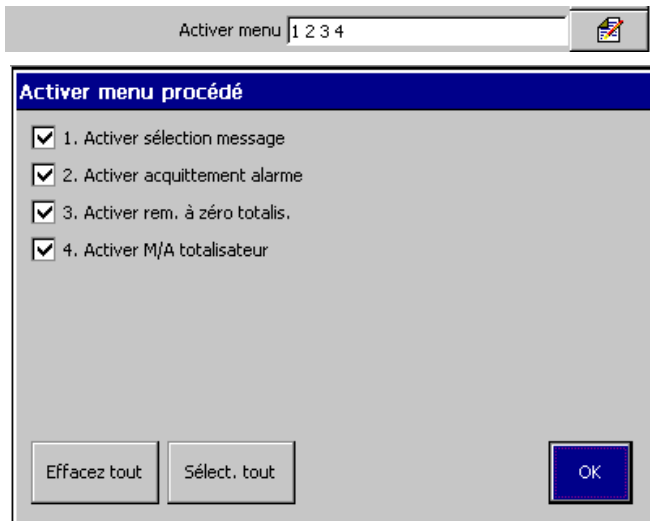 Activer menu 1 2 3 4
Activer menu procédé
1. Activer sélection message
2. Activer acquittement alarme
3. Activer rem. à zéro totalis.
4. Activer M/A totalisateur
Effacez tout Sélect. tout OK